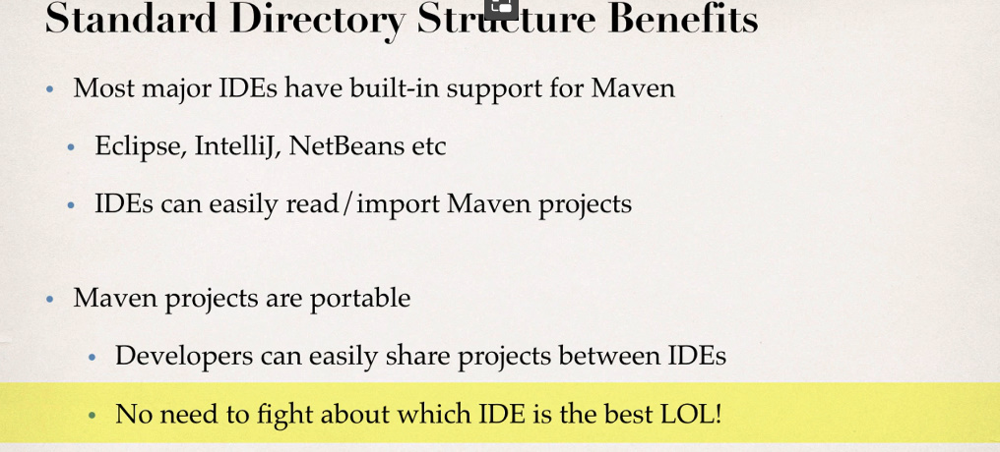 Standard Directory Structure Benefits
• Most major IDEs have built-in support for Maven
• Eclipse, IntelliJ, NetBeans etc
• IDEs can easily read/import Maven projects
• Maven projects are portable
• Developers can easily share projects between IDEs
• No need to fight about which IDE is the best LOL!